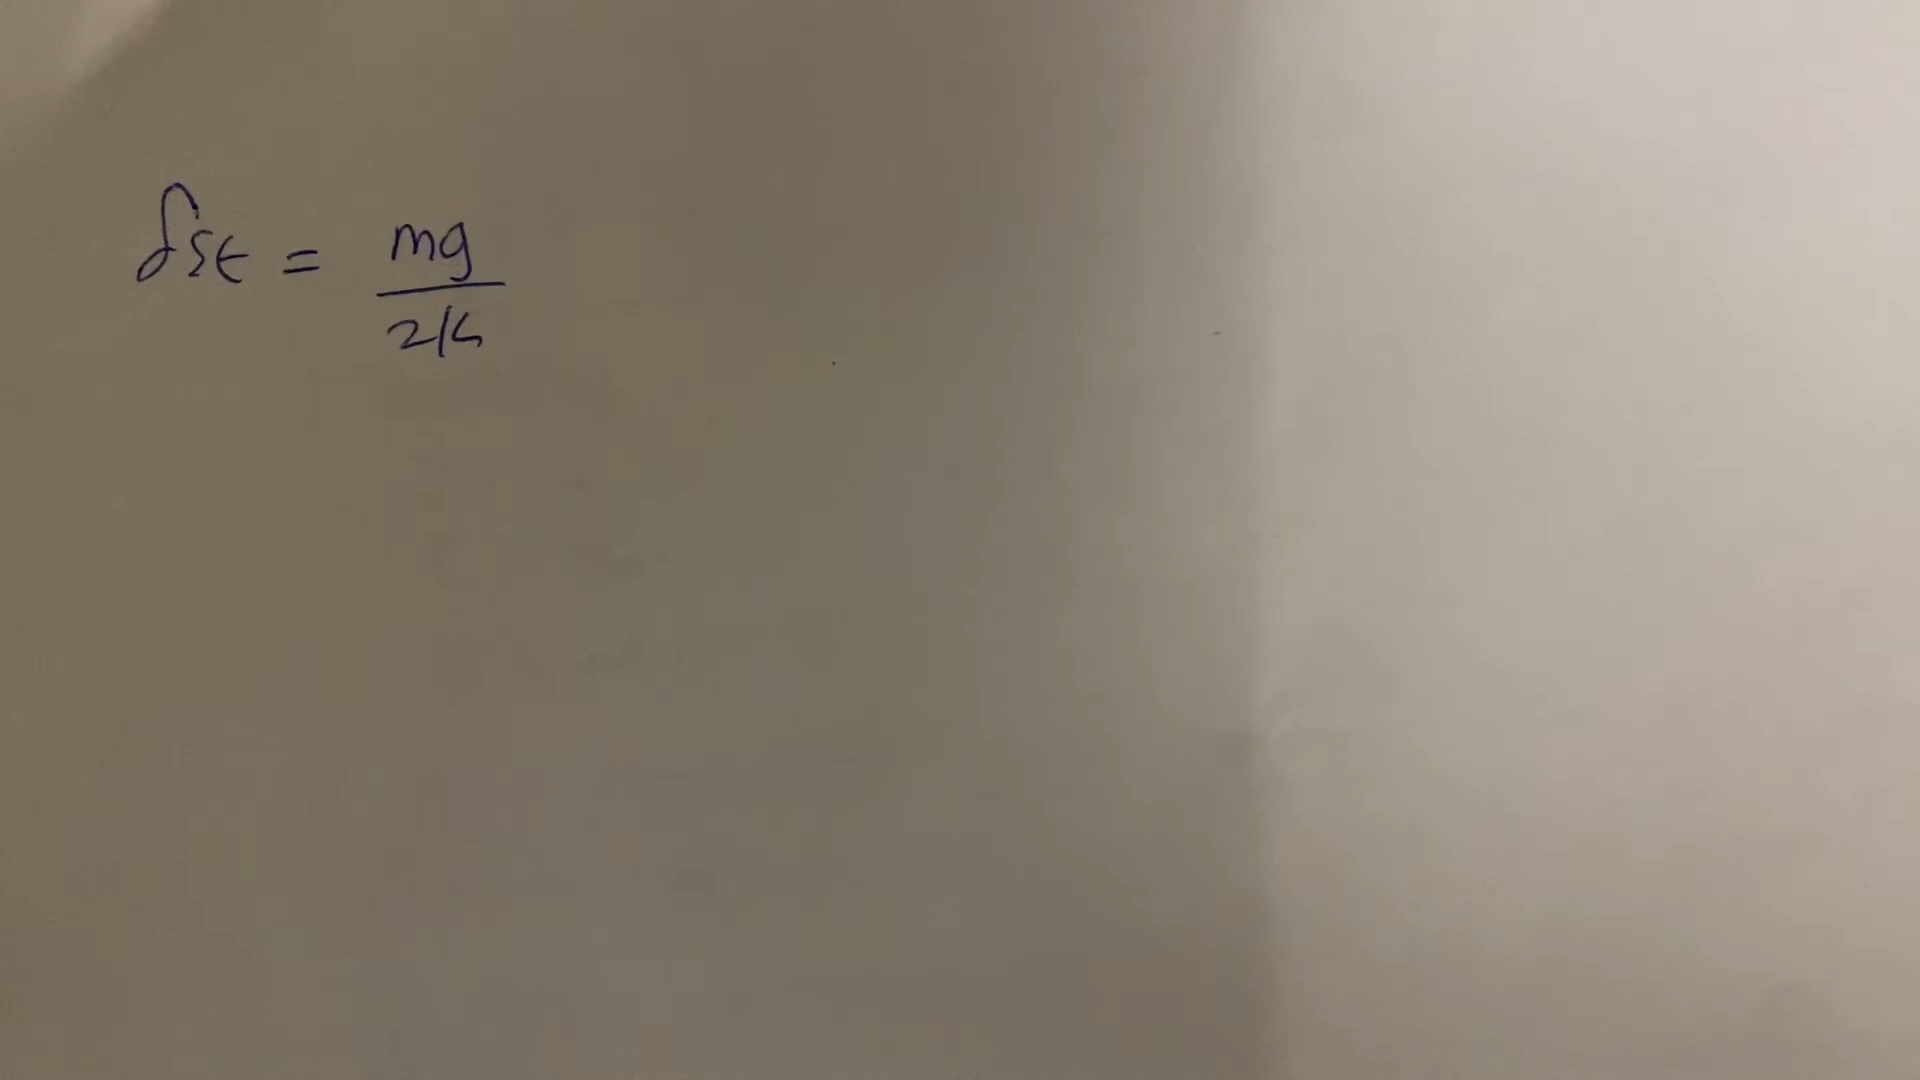 δst = mg/2k